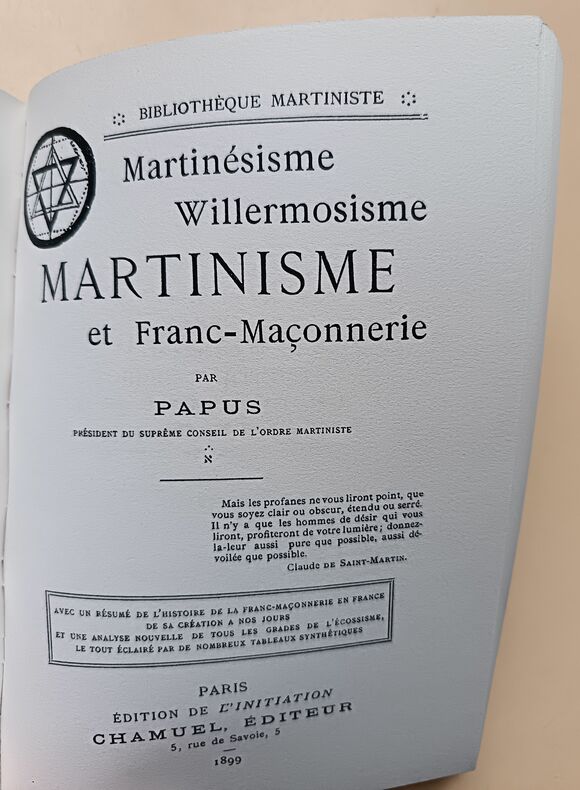 BIBLIOTHÈQUE MARTINISTE
Martinésisme
Willermosisme
MARTINISME
et Franc-Maçonnerie
PAR
PAPUS
PRÉSIDENT DU SUPRÊME CONSEIL DE L'ORDRE MARTINISTE
ℵ
Mais les profanes ne vous liront point, que
vous soyez clair ou obscur, étendu ou serré.
Il n'y a que les hommes de désir qui vous
liront, profiteront de votre lumière; donnez-
la-leur aussi pure que possible, aussi dé-
voilée que possible.
Claude DE SAINT-MARTIN.
AVEC UN RÉSUMÉ DE L'HISTOIRE DE LA FRANC-MAÇONNERIE EN FRANCE
DE SA CRÉATION A NOS JOURS
ET UNE ANALYSE NOUVELLE DE TOUS LES GRADES DE L'ÉCOSSISME,
LE TOUT ÉCLAIRÉ PAR DE NOMBREUX TABLEAUX SYNTHÉTIQUES
PARIS
ÉDITION DE L'INITIATION
CHAMUEL, ÉDITEUR
5, rue de Savoie, 5
1899